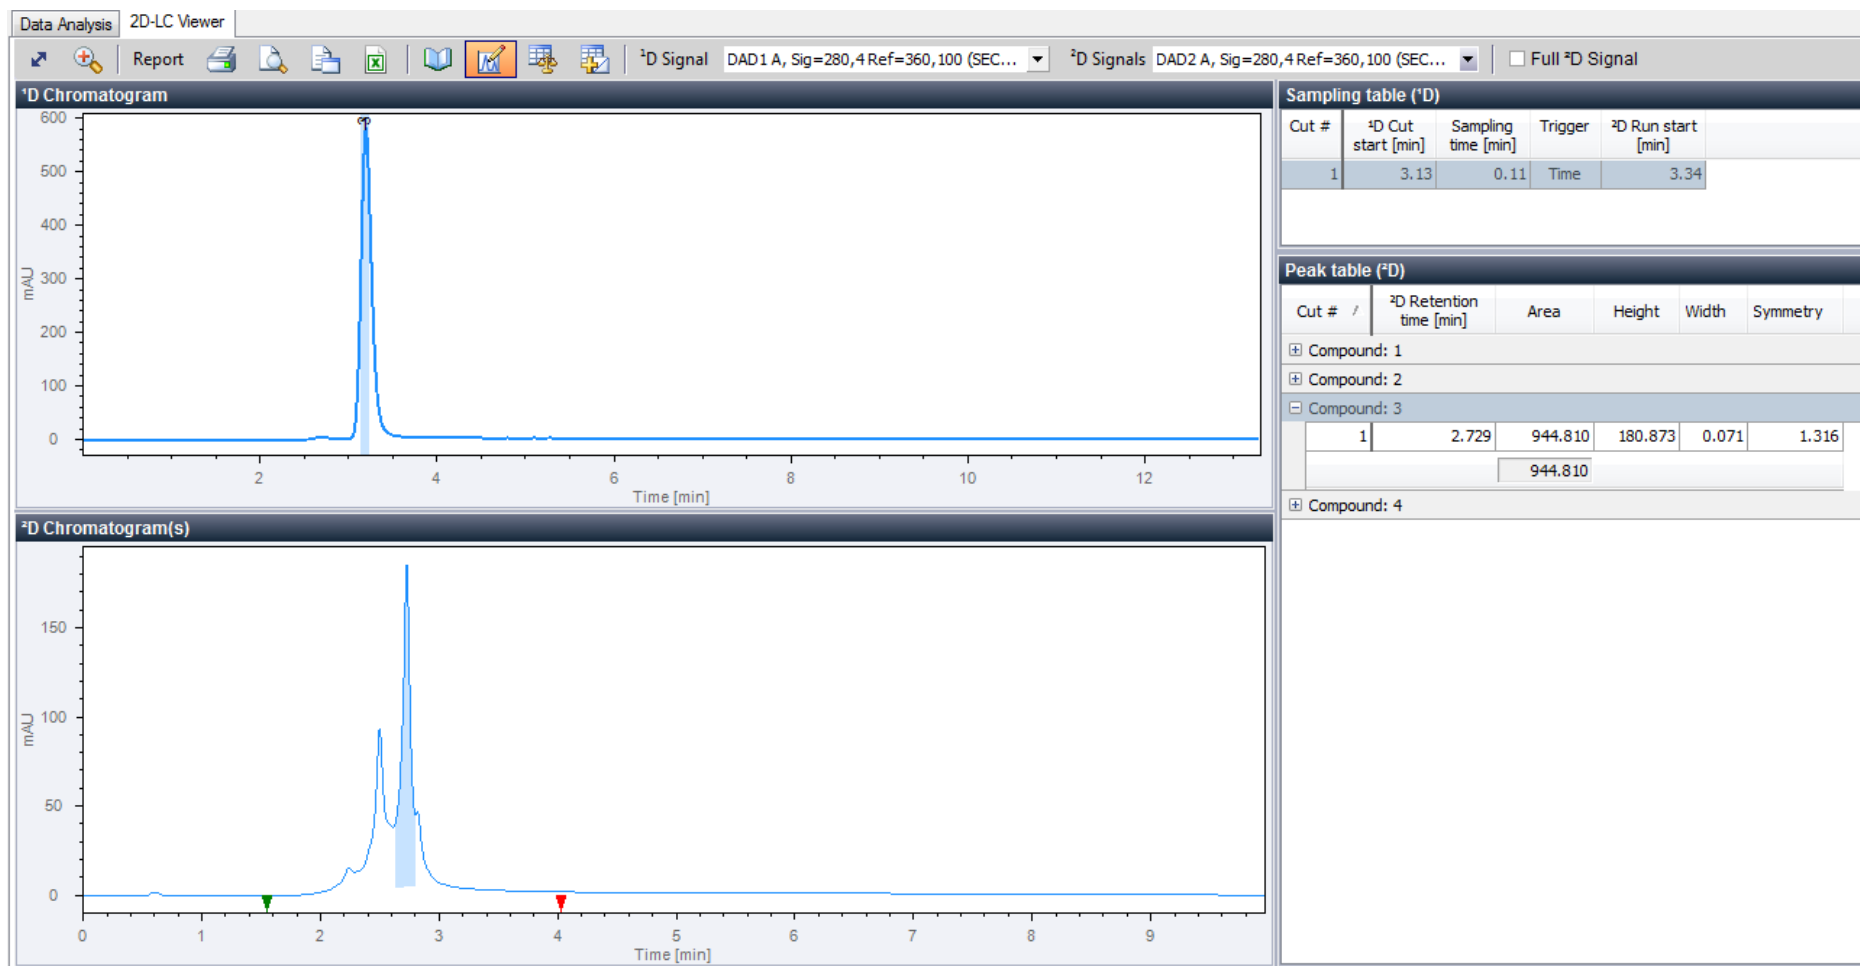 Data Analysis 2D-LC Viewer
Report ¹D Signal DAD1 A, Sig=280,4 Ref=360,100 (SEC... ²D Signals DAD2 A, Sig=280,4 Ref=360,100 (SEC... Full ²D Signal
¹D Chromatogram
600
500
400
300
200
100
0
mAU
2 4 6 8 10 12
Time [min]
²D Chromatogram(s)
150
100
50
0
mAU
0 1 2 3 4 5 6 7 8 9
Time [min]
Sampling table (¹D)
Cut # ¹D Cut start [min] Sampling time [min] Trigger ²D Run start [min]
1 3.13 0.11 Time 3.34
Peak table (²D)
Cut # / ²D Retention time [min] Area Height Width Symmetry
Compound: 1
Compound: 2
Compound: 3
1 2.729 944.810 180.873 0.071 1.316
944.810
Compound: 4